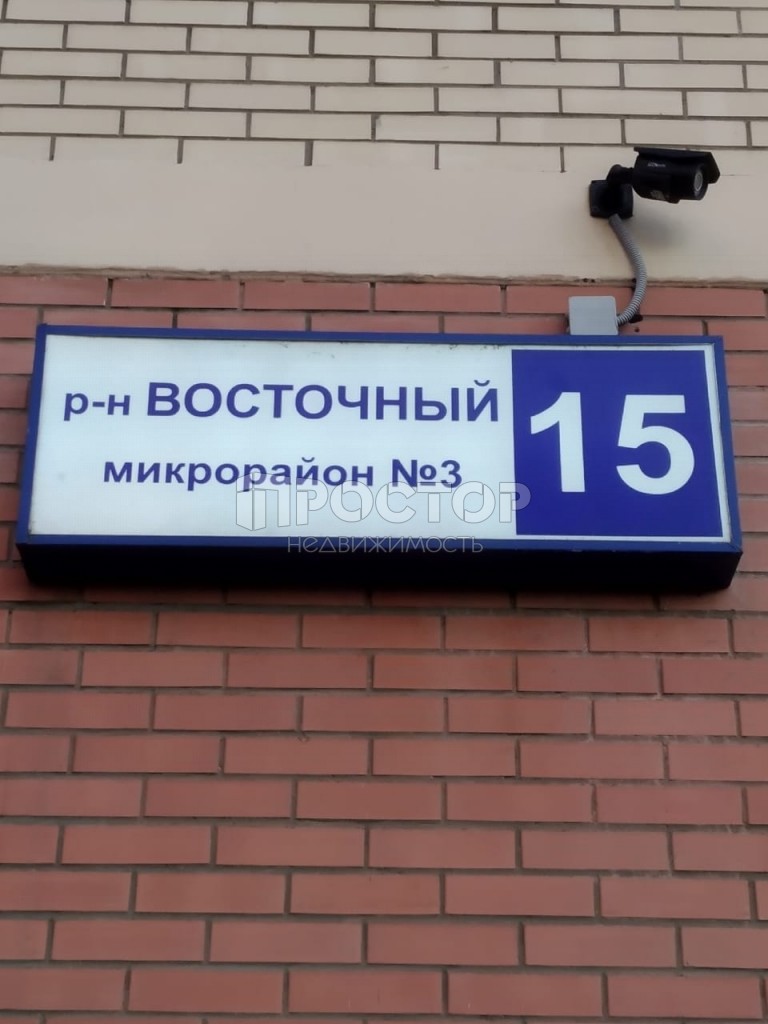 р-н ВОСТОЧНЫЙ
микрорайон №3
15
ПРОСТОР
НЕДВИЖИМОСТЬ